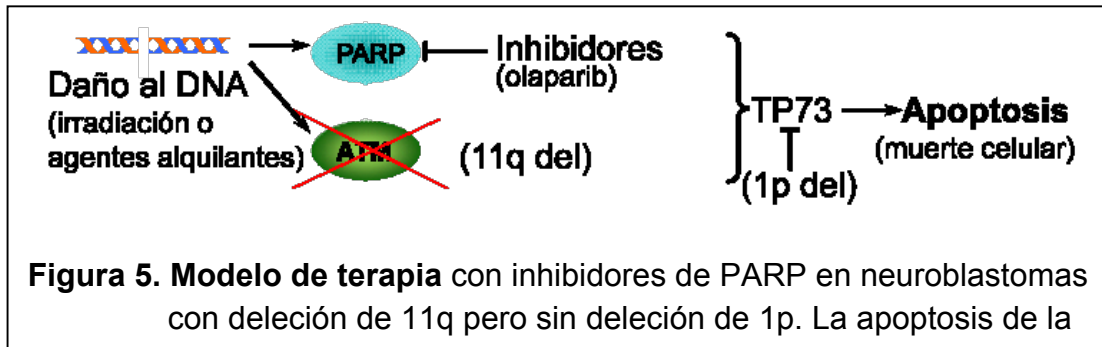 PARP
Inhibidores
(olaparib)
Daño al DNA
(irradiación o
agentes alquilantes)
ATM
(11q del)
TP73
Apoptosis
(muerte celular)
(1p del)
Figura 5. Modelo de terapia con inhibidores de PARP en neuroblastomas
con deleción de 11q pero sin deleción de 1p. La apoptosis de la